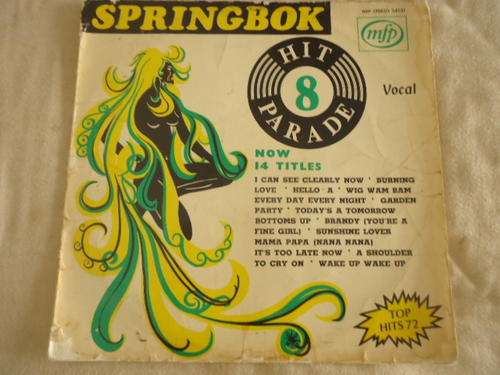 SPRINGBOK
mfp
HIT
8
PARADE
Vocal
NOW
14 TITLES
I CAN SEE CLEARLY NOW ' BURNING
LOVE ' HELLO-A ' WIG WAM BAM
EVERY DAY EVERY NIGHT ' GARDEN
PARTY ' TODAY'S A TOMORROW
BOTTOMS UP ' BRANDY (YOU'RE A
FINE GIRL) ' SUNSHINE LOVER
MAMA PAPA (NANA NANA)
IT'S TOO LATE NOW ' A SHOULDER
TO CRY ON ' WAKE UP WAKE UP
TOP
HITS 72